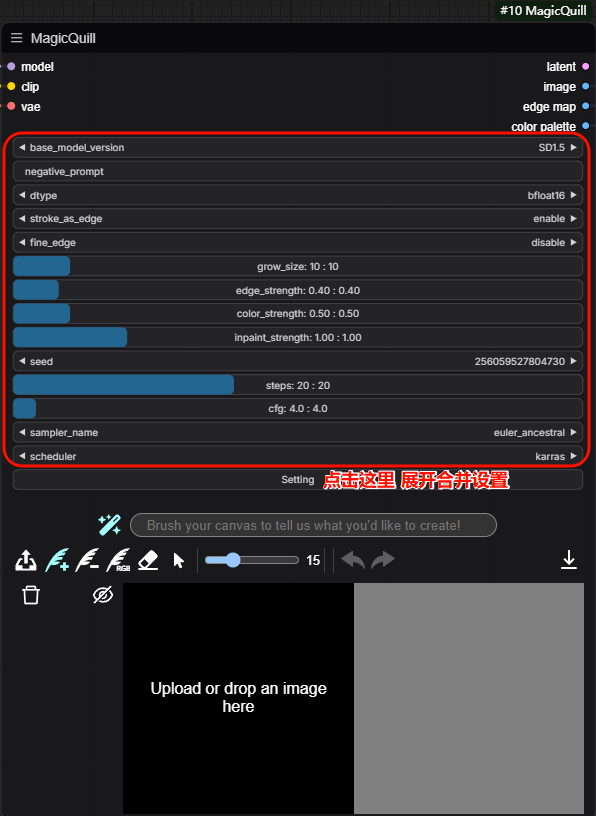 #10 MagicQuill
MagicQuill
model latent
clip image
vae edge map
color palette
base_model_version SD1.5
negative_prompt
dtype bfloat16
stroke_as_edge enable
fine_edge disable
grow_size: 10 : 10
edge_strength: 0.40 : 0.40
color_strength: 0.50 : 0.50
inpaint_strength: 1.00 : 1.00
seed 256059527804730
steps: 20 : 20
cfg: 4.0 : 4.0
sampler_name euler_ancestral
scheduler karras
Setting 点击这里 展开合并设置
Brush your canvas to tell us what you'd like to create!
RGB 15
Upload or drop an image
here